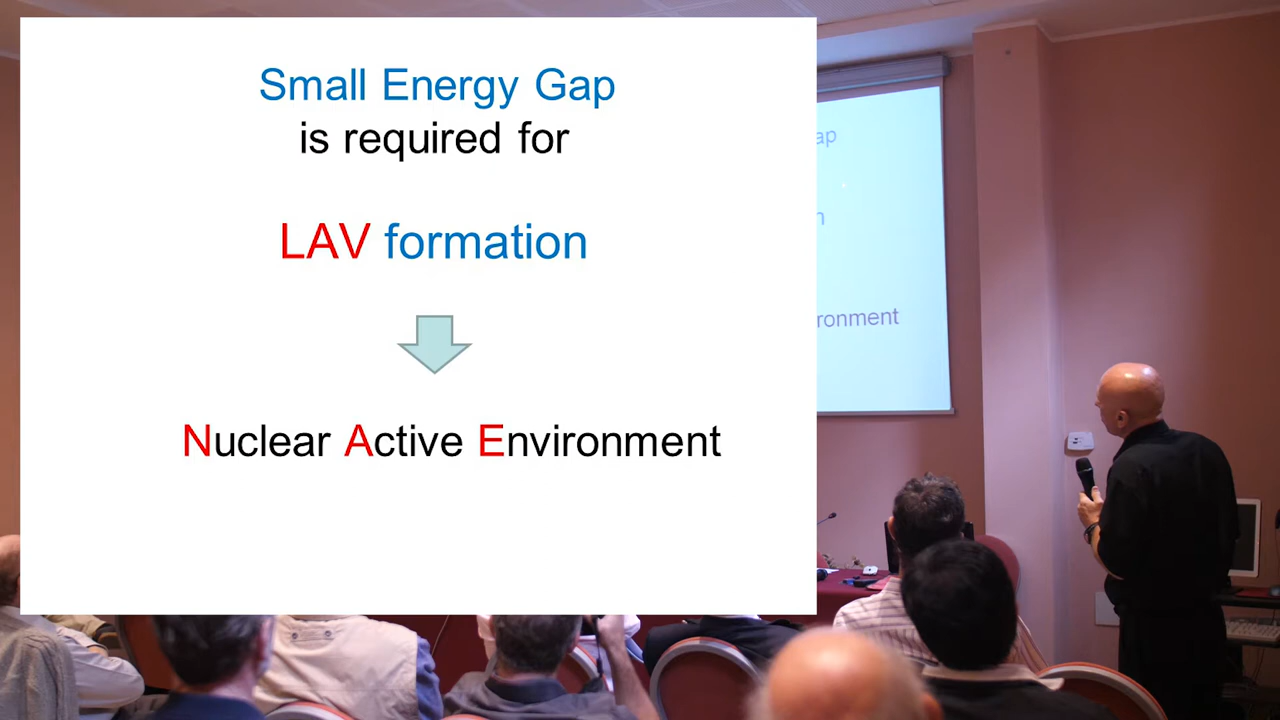 Small Energy Gap
is required for
LAV formation
Nuclear Active Environment